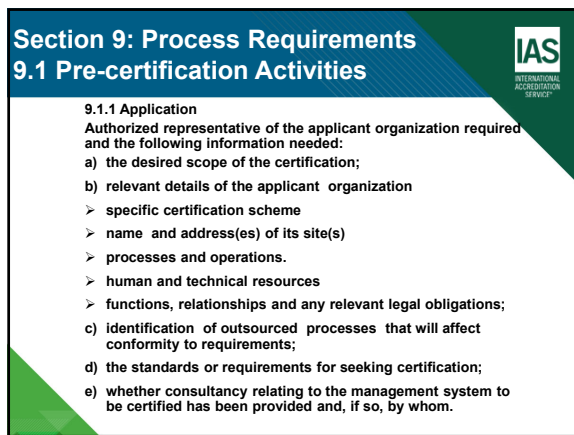 Section 9: Process Requirements
9.1 Pre-certification Activities
IAS
INTERNATIONAL
ACCREDITATION
SERVICE®
9.1.1 Application
Authorized representative of the applicant organization required
and the following information needed:
a) the desired scope of the certification;
b) relevant details of the applicant organization
➢ specific certification scheme
➢ name and address(es) of its site(s)
➢ processes and operations.
➢ human and technical resources
➢ functions, relationships and any relevant legal obligations;
c) identification of outsourced processes that will affect
conformity to requirements;
d) the standards or requirements for seeking certification;
e) whether consultancy relating to the management system to
be certified has been provided and, if so, by whom.